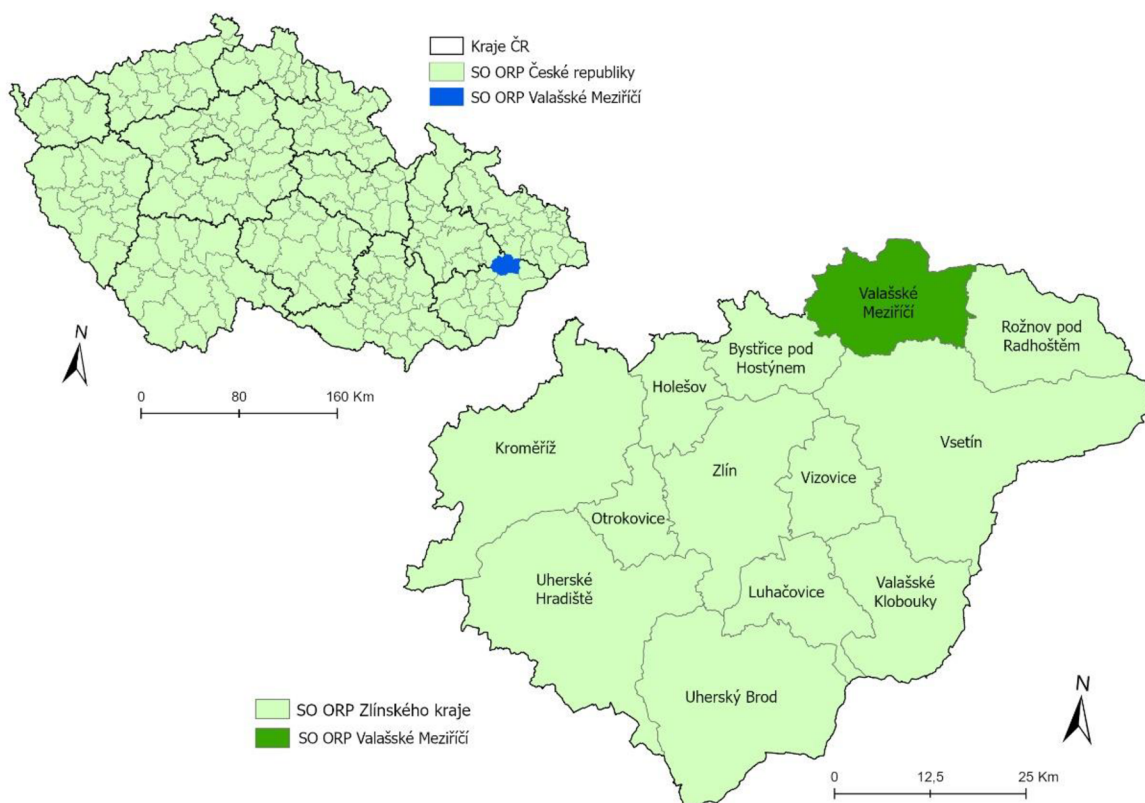 Kraje ČR
SO ORP České republiky
SO ORP Valašské Meziříčí
N
0 80 160 Km
Valašské
Meziříčí
Rožnov pod
Radhoštěm
Bystřice pod
Hostýnem
Holešov
Kroměříž
Vsetín
Zlín
Vizovice
Otrokovice
Uherské
Hradiště
Luhačovice
Valašské
Klobouky
Uherský Brod
SO ORP Zlínského kraje
SO ORP Valašské Meziříčí
N
0 12,5 25 Km